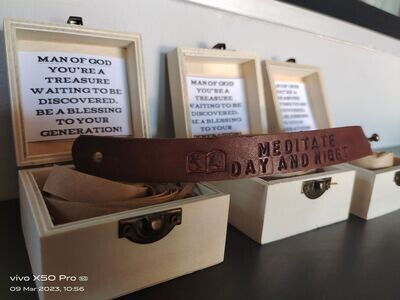 MAN OF GOD
YOU'RE A
TREASURE
WAITING TO BE
DISCOVERED.
BE A BLESSING
TO YOUR
GENERATION!
MAN OF GOD
YOU'RE A
TREASURE
WAITING TO BE
DISCOVERED.
BE A BLESSING
TO YOUR
MEDITATE
DAY AND NIGHT
vivo X50 Pro
09 Mar 2023, 10:56